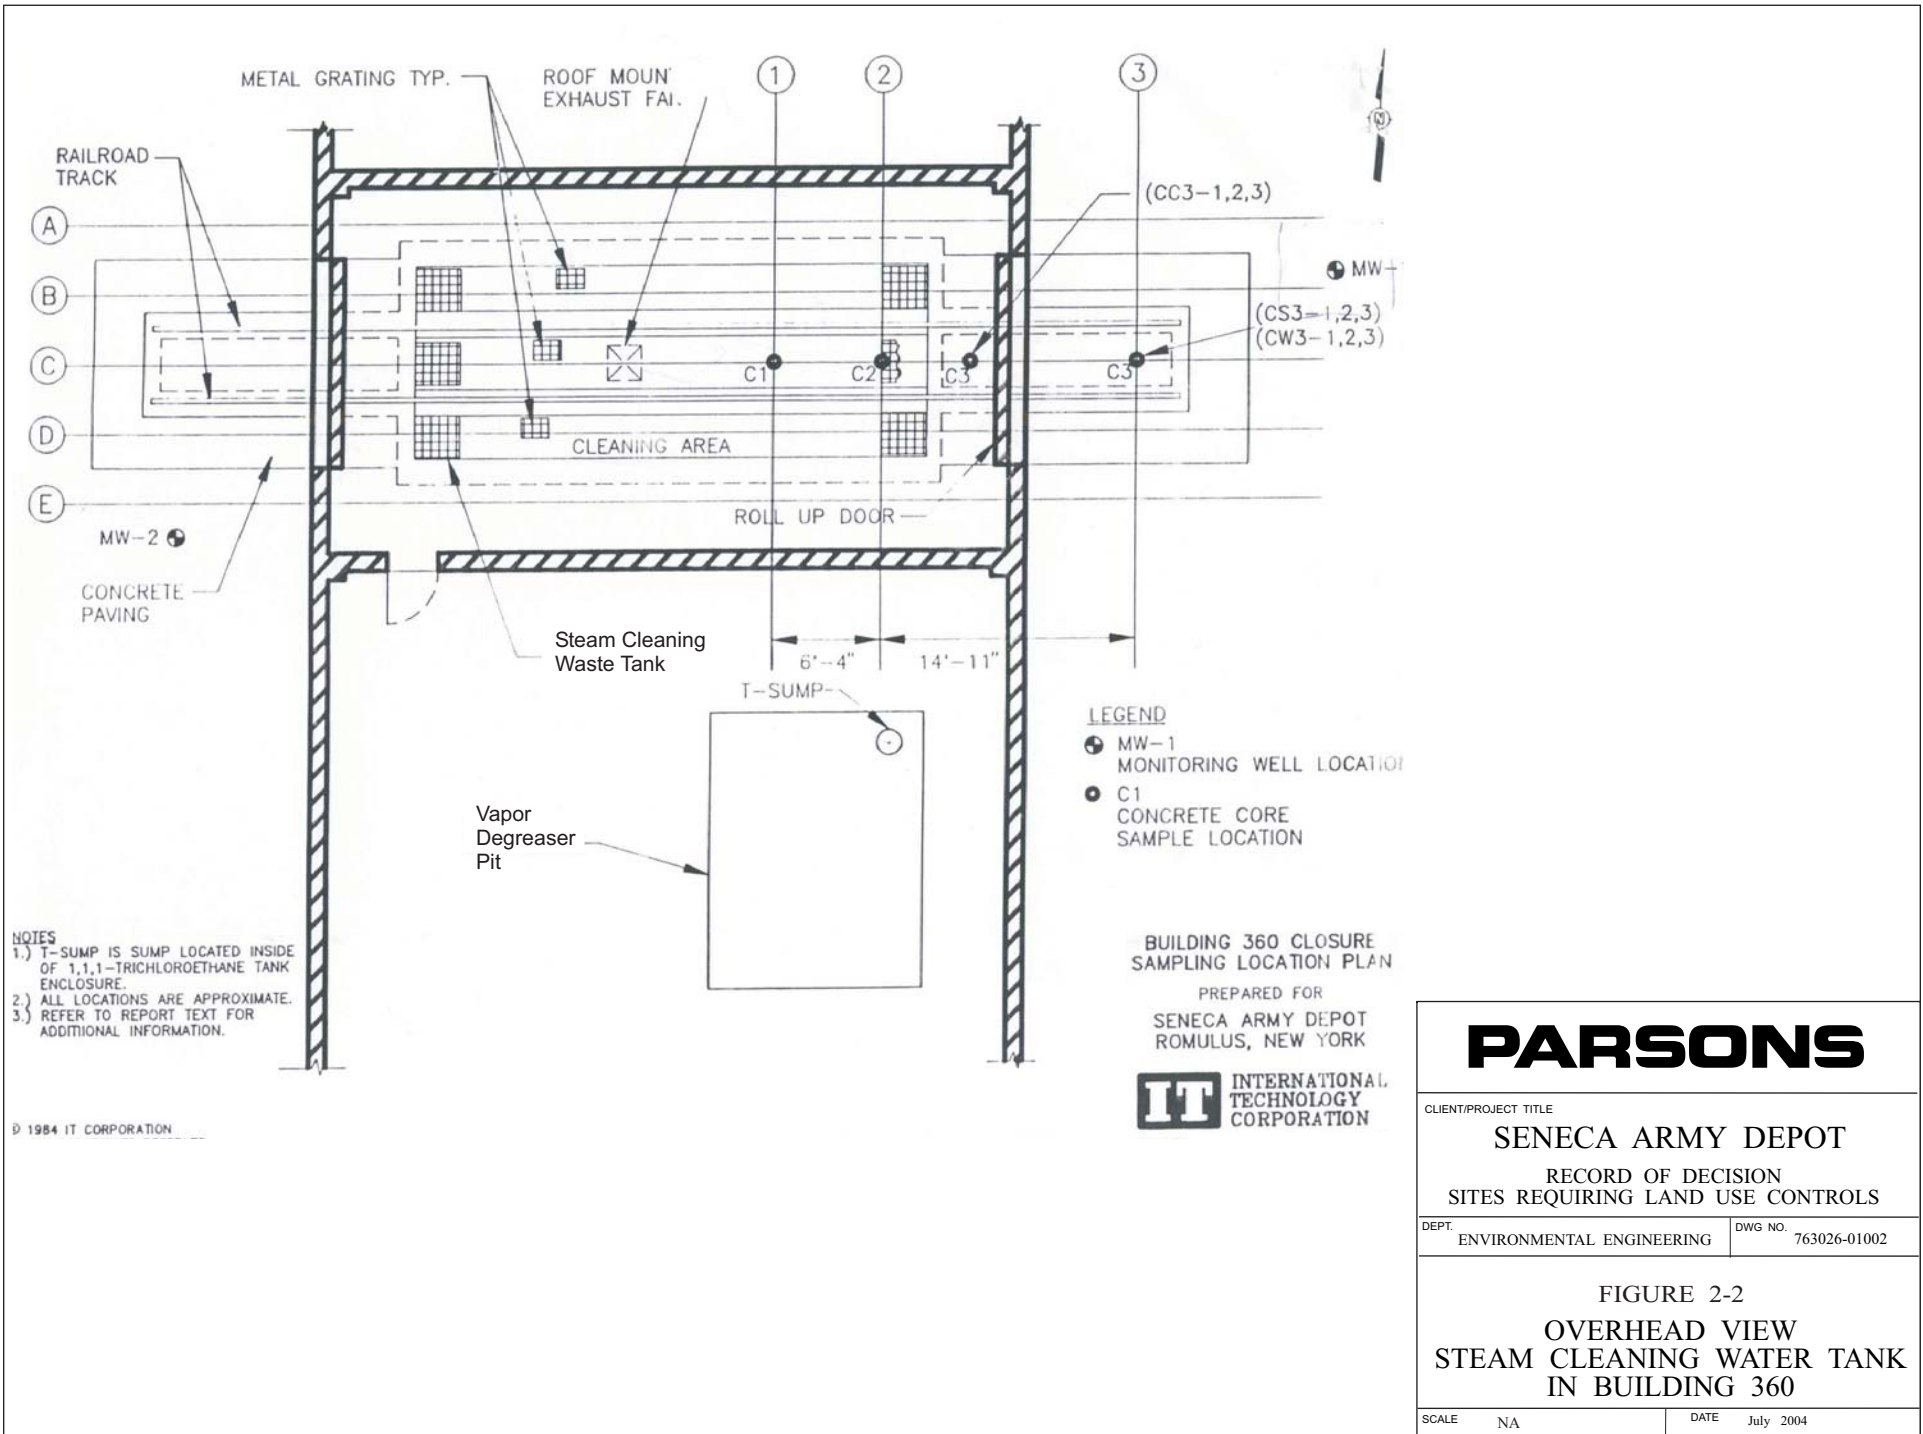 METAL GRATING TYP.
ROOF MOUN
EXHAUST FAI.
1
2
3
N
RAILROAD
TRACK
(CC3-1,2,3)
A
B
C
D
E
MW-
(CS3-1,2,3)
(CW3-1,2,3)
C1
C2
C3
C3
CLEANING AREA
ROLL UP DOOR
MW-2
CONCRETE
PAVING
Steam Cleaning
Waste Tank
6'-4"
14'-11"
T-SUMP
Vapor
Degreaser
Pit
LEGEND
MW-1
MONITORING WELL LOCATION
C1
CONCRETE CORE
SAMPLE LOCATION
NOTES
1.) T-SUMP IS SUMP LOCATED INSIDE
OF 1,1,1-TRICHLOROETHANE TANK
ENCLOSURE.
2.) ALL LOCATIONS ARE APPROXIMATE.
3.) REFER TO REPORT TEXT FOR
ADDITIONAL INFORMATION.
© 1984 IT CORPORATION
BUILDING 360 CLOSURE
SAMPLING LOCATION PLAN
PREPARED FOR
SENECA ARMY DEPOT
ROMULUS, NEW YORK
IT INTERNATIONAL
TECHNOLOGY
CORPORATION
PARSONS
CLIENT/PROJECT TITLE
SENECA ARMY DEPOT
RECORD OF DECISION
SITES REQUIRING LAND USE CONTROLS
DEPT. ENVIRONMENTAL ENGINEERING
DWG NO. 763026-01002
FIGURE 2-2
OVERHEAD VIEW
STEAM CLEANING WATER TANK
IN BUILDING 360
SCALE NA
DATE July 2004